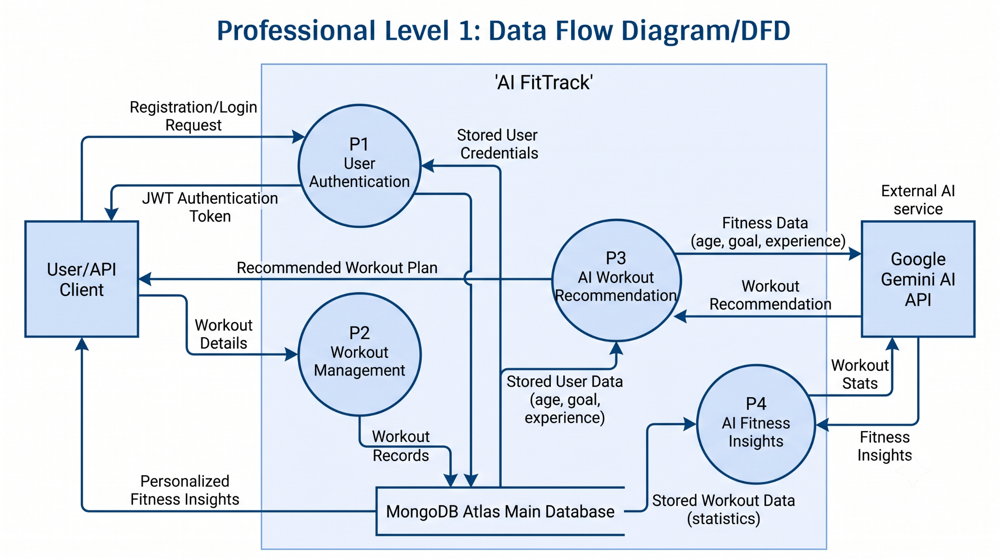 Professional Level 1: Data Flow Diagram/DFD
'AI FitTrack'
Registration/Login
Request
P1
User
Authentication
Stored User
Credentials
JWT Authentication
Token
External AI
service
User/API
Client
Recommended Workout Plan
P3
AI Workout
Recommendation
Fitness Data
(age, goal, experience)
Google
Gemini AI
API
Workout
Recommendation
Workout
Details
P2
Workout
Management
Stored User Data
(age, goal,
experience)
Workout
Stats
P4
AI Fitness
Insights
Workout
Records
Fitness
Insights
Personalized
Fitness Insights
MongoDB Atlas Main Database
Stored Workout Data
(statistics)